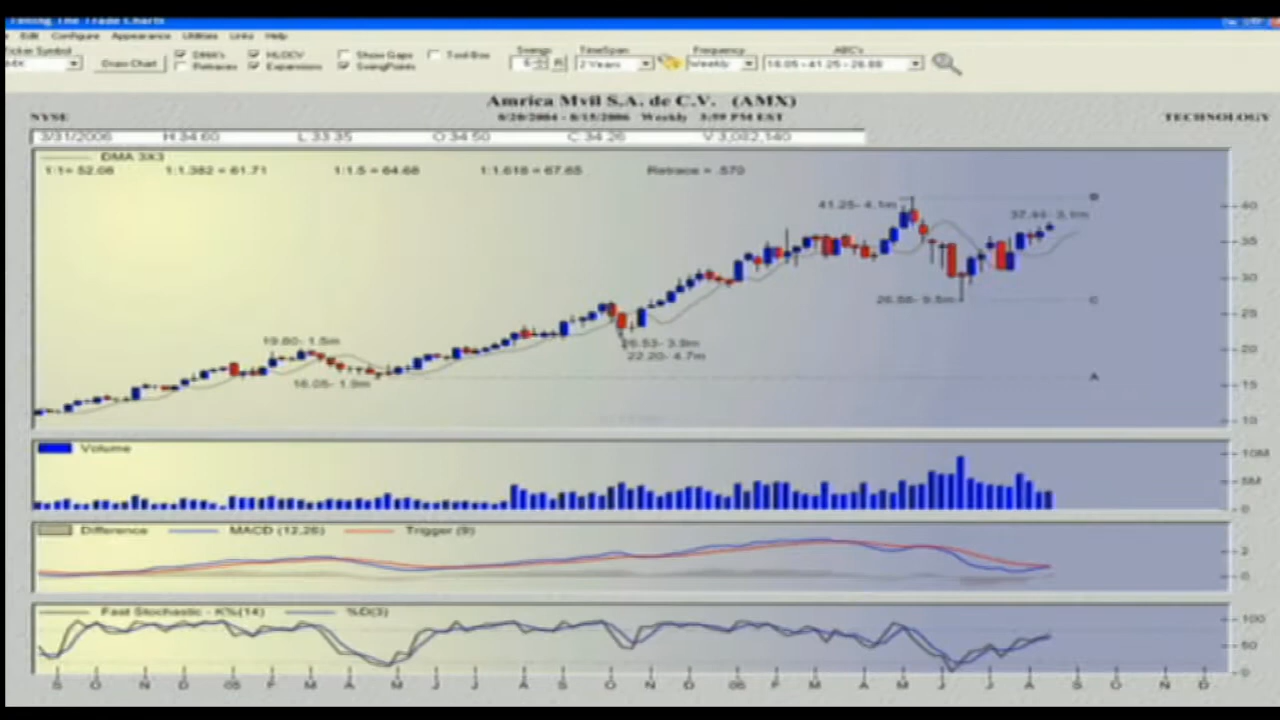 Timing The Trade Charts
Edit Configure Appearance Utilities Links Help
Ticker Symbol
Draw Chart
DMA's HLOCV Show Gaps Tool Box
Retraces Expansions SwingPoints
Swings TimeSpan Frequency ABC's
2 Years Weekly 16.05 - 41.25 - 26.88
Amrica Mvil S.A. de C.V. (AMX)
NYSE 8/20/2004 - 8/15/2006 Weekly 3:59 PM EST TECHNOLOGY
3/31/2006 H 34.60 L 33.35 O 34.50 C 34.26 V 3,082,140
DMA 3X3
1:1= 52.08 1:1.382 = 61.71 1:1.5 = 64.68 1:1.618 = 67.65 Retrace = .570
41.25- 4.1m
B
40
35
30
26.88- 9.5m
C
25
19.80- 1.5m
26.53- 3.9m
20
22.20- 4.7m
16.05- 1.9m
A
15
10
Volume
10M
5M
0
Difference MACD (12,26) Trigger (9)
2
0
Fast Stochastic - K%(14) %D(3)
100
50
0
S O N D 05 F M A M J J A S O N D 06 F M A M J J A S O N D